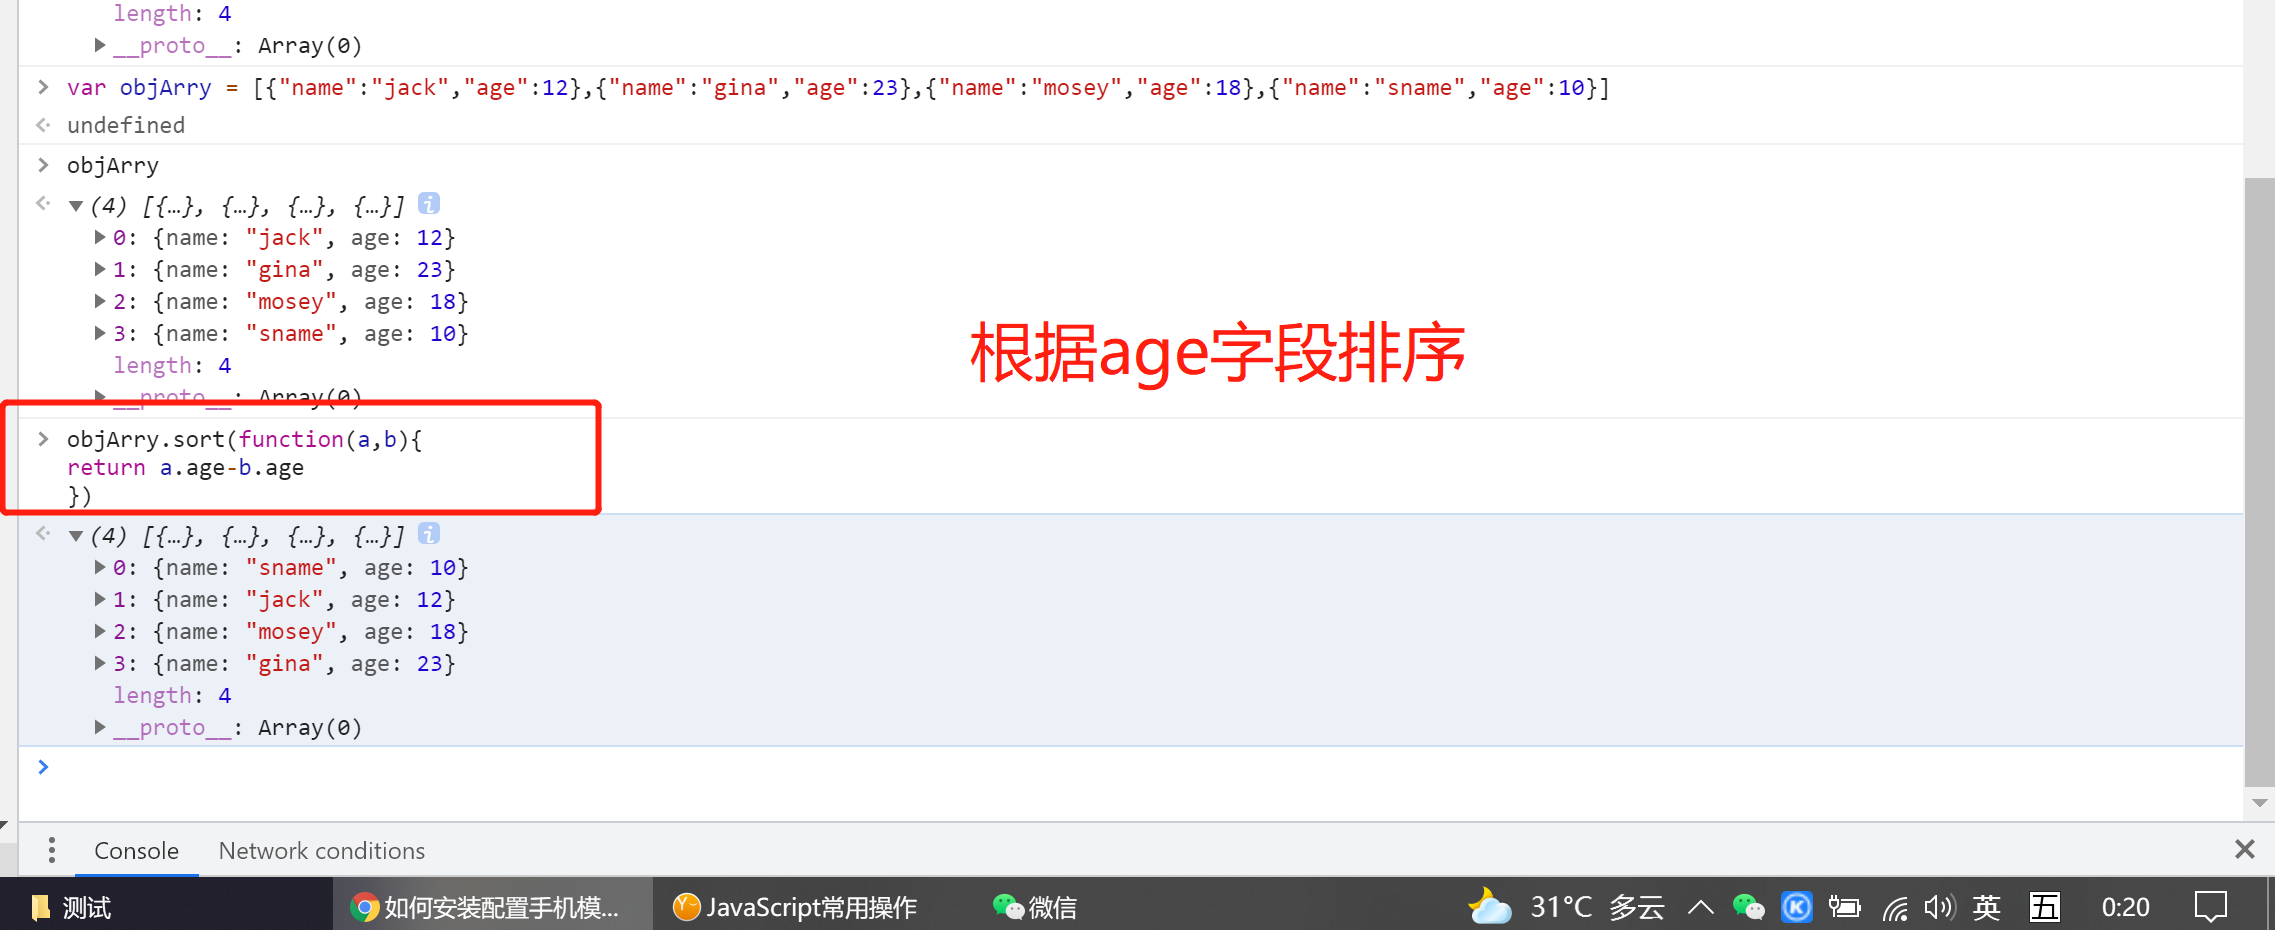 length: 4
__proto__: Array(0)
var objArry = [{"name":"jack","age":12},{"name":"gina","age":23},{"name":"mosey","age":18},{"name":"sname","age":10}]
undefined
objArry
(4) [{…}, {…}, {…}, {…}] i
0: {name: "jack", age: 12}
1: {name: "gina", age: 23}
2: {name: "mosey", age: 18}
3: {name: "sname", age: 10}
length: 4
__proto__: Array(0)
根据age字段排序
objArry.sort(function(a,b){
return a.age-b.age
})
(4) [{…}, {…}, {…}, {…}] i
0: {name: "sname", age: 10}
1: {name: "jack", age: 12}
2: {name: "mosey", age: 18}
3: {name: "gina", age: 23}
length: 4
__proto__: Array(0)
Console Network conditions
测试 如何安装配置手机模... JavaScript常用操作 微信 31°C 多云 K 英 五 0:20